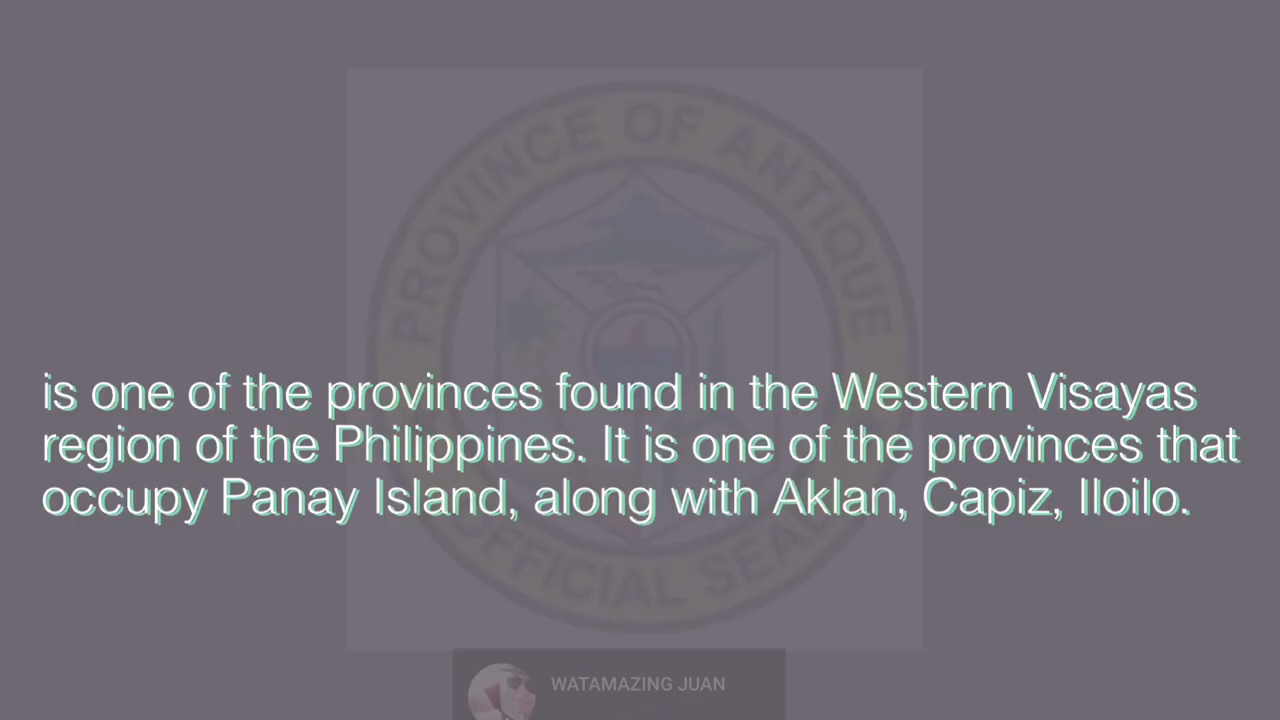 PROVINCE OF ANTIQUE
is one of the provinces found in the Western Visayas
region of the Philippines. It is one of the provinces that
occupy Panay Island, along with Aklan, Capiz, Iloilo.
OFFICIAL SEAL
WATAMAZING JUAN